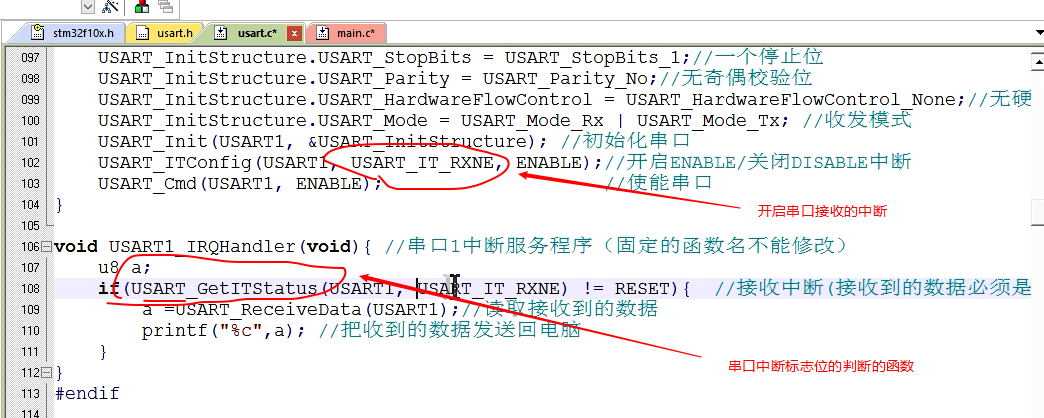 stm32f10x.h usart.h usart.c* main.c*
097 USART_InitStructure.USART_StopBits = USART_StopBits_1;//一个停止位
098 USART_InitStructure.USART_Parity = USART_Parity_No;//无奇偶校验位
099 USART_InitStructure.USART_HardwareFlowControl = USART_HardwareFlowControl_None;//无硬
100 USART_InitStructure.USART_Mode = USART_Mode_Rx | USART_Mode_Tx; //收发模式
101 USART_Init(USART1, &USART_InitStructure); //初始化串口
102 USART_ITConfig(USART1, USART_IT_RXNE, ENABLE);//开启ENABLE/关闭DISABLE中断
103 USART_Cmd(USART1, ENABLE); //使能串口
开启串口接收的中断
104 }
105
106 void USART1_IRQHandler(void){ //串口1中断服务程序（固定的函数名不能修改）
107 u8 a;
108 if(USART_GetITStatus(USART1, USART_IT_RXNE) != RESET){ //接收中断(接收到的数据必须是
109 a =USART_ReceiveData(USART1);//读取接收到的数据
110 printf("%c",a); //把收到的数据发送回电脑
111 }
串口中断标志位的判断的函数
112 }
113 #endif
114